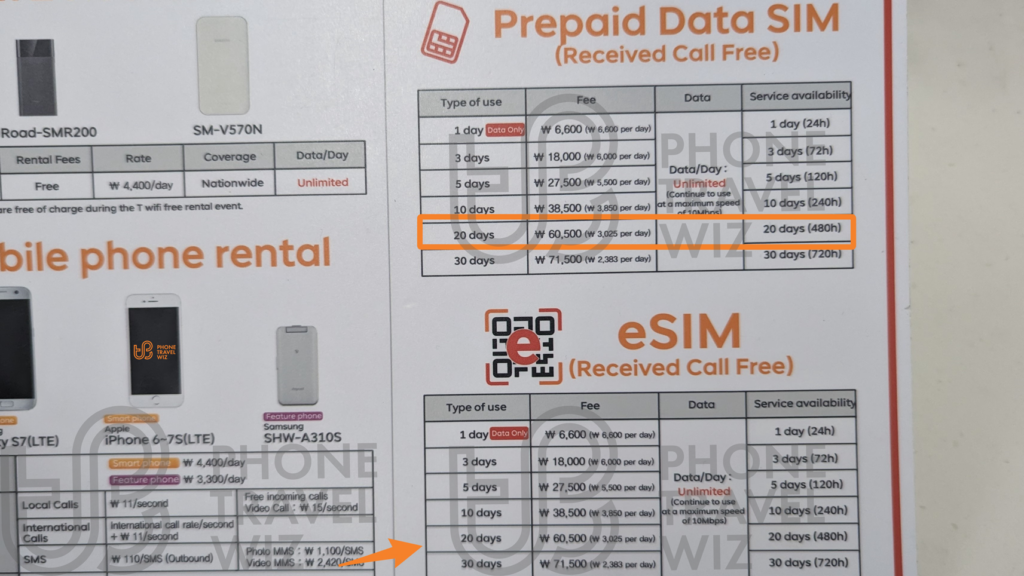 Road-SMR200
SM-V570N
Rental Fees Rate Coverage Data/Day
Free ₩ 4,400/day Nationwide Unlimited
are free of charge during the T wifi free rental event.
bile phone rental
PHONE
TRAVEL
WIZ
Smart phone
Apple
iPhone 6~7S(LTE)
Feature phone
Samsung
SHW-A310S
S7(LTE)
Smart phone ₩ 4,400/day
Feature phone ₩ 3,300/day
Local Calls ₩ 11/second Free incoming calls
Video Call : ₩ 15/second
International Calls International call rate/second
+ ₩ 11/second
SMS ₩ 110/SMS (Outbound) Photo MMS : ₩ 1,100/SMS
Video MMS : ₩ 2,420/SMS
Prepaid Data SIM
(Received Call Free)
Type of use Fee Data Service availability
1 day Data Only ₩ 6,600 (₩ 6,600 per day) 1 day (24h)
3 days ₩ 18,000 (₩ 6,000 per day) 3 days (72h)
5 days ₩ 27,500 (₩ 5,500 per day) 5 days (120h)
10 days ₩ 38,500 (₩ 3,850 per day) 10 days (240h)
20 days ₩ 60,500 (₩ 3,025 per day) 20 days (480h)
30 days ₩ 71,500 (₩ 2,383 per day) 30 days (720h)
Data/Day :
Unlimited
(Continue to use
at a maximum speed
of 10Mbps)
eSIM
(Received Call Free)
Type of use Fee Data Service availability
1 day Data Only ₩ 6,600 (₩ 6,600 per day) 1 day (24h)
3 days ₩ 18,000 (₩ 6,000 per day) 3 days (72h)
5 days ₩ 27,500 (₩ 5,500 per day) 5 days (120h)
10 days ₩ 38,500 (₩ 3,850 per day) 10 days (240h)
20 days ₩ 60,500 (₩ 3,025 per day) 20 days (480h)
30 days ₩ 71,500 (₩ 2,383 per day) 30 days (720h)
Data/Day :
Unlimited
(Continue to use
at a maximum speed
of 10Mbps)
PHONE
TRAVEL
WIZ
PHONE
TRAVEL
WIZ
PHONE
TRAVEL
WIZ